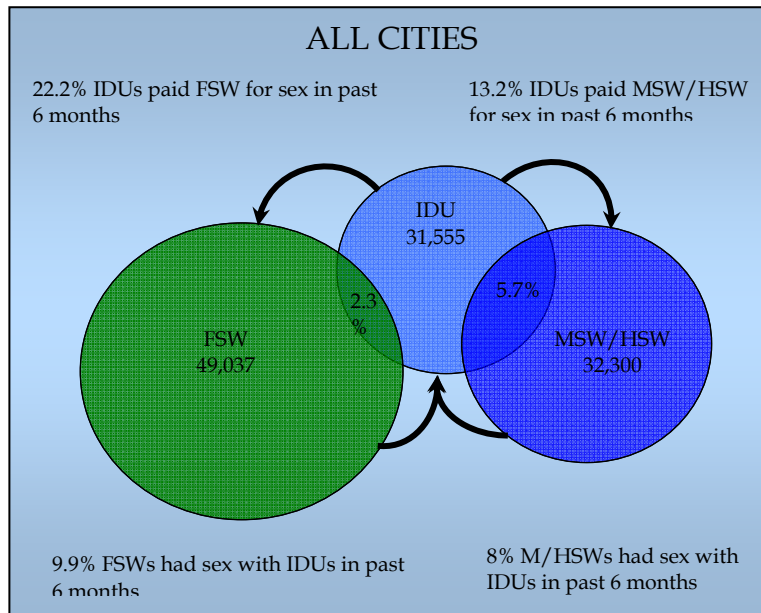 ALL CITIES
22.2% IDUs paid FSW for sex in past
6 months
13.2% IDUs paid MSW/HSW
for sex in past 6 months
IDU
31,555
2.3
%
5.7%
FSW
49,037
MSW/HSW
32,300
9.9% FSWs had sex with IDUs in past
6 months
8% M/HSWs had sex with
IDUs in past 6 months